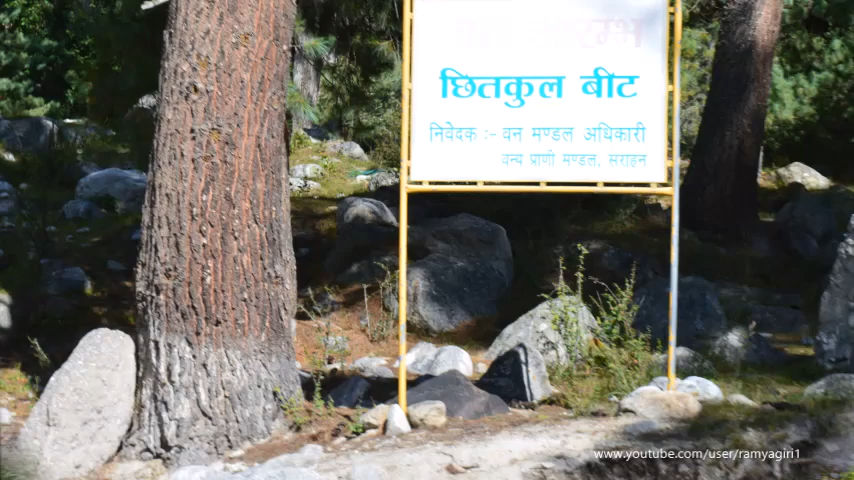 छितकुल बीट
निवेदक :- वन मण्डल अधिकारी
वन्य प्राणी मण्डल, सराहन
www.youtube.com/user/ramyagiri1